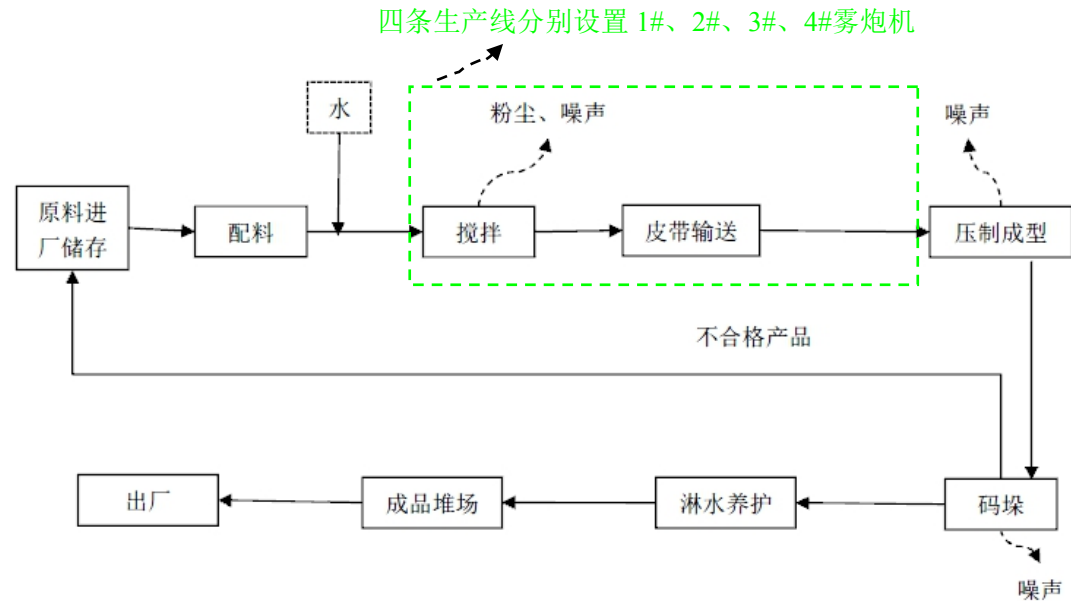 四条生产线分别设置 1#、2#、3#、4#雾炮机
水
粉尘、噪声
噪声
原料进
厂储存
配料
搅拌
皮带输送
压制成型
不合格产品
出厂
成品堆场
淋水养护
码垛
噪声